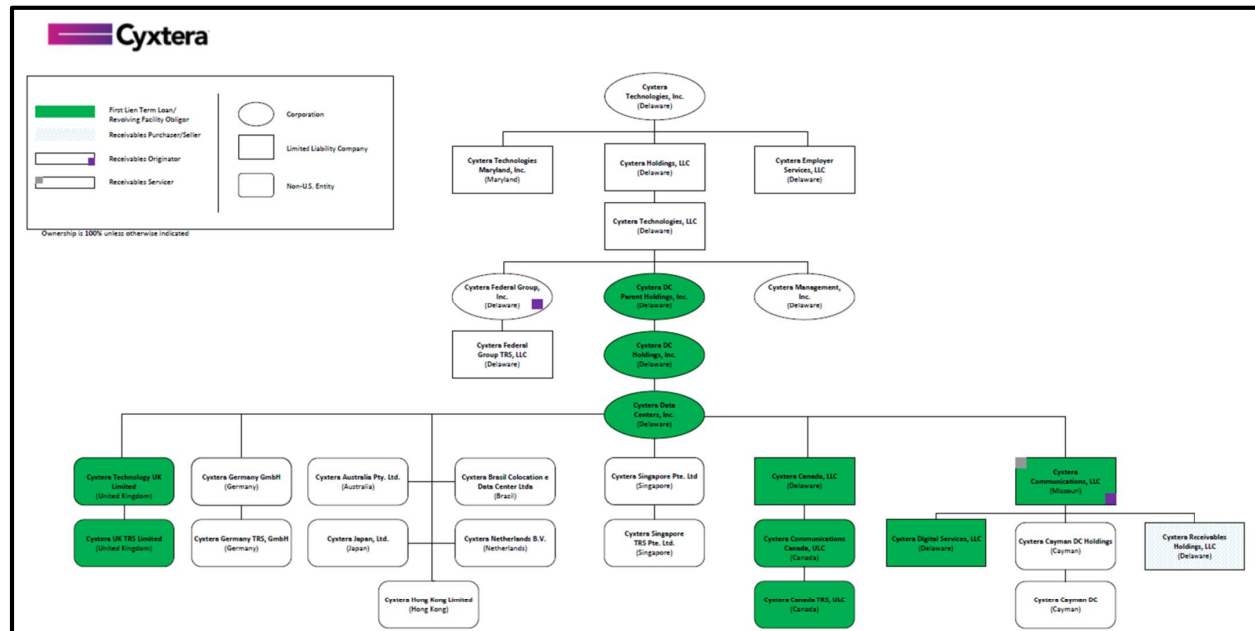 Cyxtera
First Lien Term Loan/
Revolving Facility Obligor
Receivables Purchaser/Seller
Receivables Originator
Receivables Servicer
Corporation
Limited Liability Company
Non-U.S. Entity
Ownership is 100% unless otherwise indicated
Cyxtera
Technologies, Inc.
(Delaware)
Cyxtera Technologies
Maryland, Inc.
(Maryland)
Cyxtera Holdings, LLC
(Delaware)
Cyxtera Employer
Services, LLC
(Delaware)
Cyxtera Technologies, LLC
(Delaware)
Cyxtera Federal Group,
Inc.
(Delaware)
Cyxtera DC
Parent Holdings, Inc.
(Delaware)
Cyxtera Management,
Inc.
(Delaware)
Cyxtera Federal
Group TRS, LLC
(Delaware)
Cyxtera DC
Holdings, Inc.
(Delaware)
Cyxtera Data
Centers, Inc.
(Delaware)
Cyxtera Technology UK
Limited
(United Kingdom)
Cyxtera Germany GmbH
(Germany)
Cyxtera Australia Pty. Ltd.
(Australia)
Cyxtera Brasil Colocation e
Data Center Ltda
(Brazil)
Cyxtera Singapore Pte. Ltd
(Singapore)
Cyxtera Canada, LLC
(Delaware)
Cyxtera
Communications, LLC
(Missouri)
Cyxtera UK TRS Limited
(United Kingdom)
Cyxtera Germany TRS, GmbH
(Germany)
Cyxtera Japan, Ltd.
(Japan)
Cyxtera Netherlands B.V.
(Netherlands)
Cyxtera Singapore
TRS Pte. Ltd.
(Singapore)
Cyxtera Communications
Canada, ULC
(Canada)
Cyxtera Digital Services, LLC
(Delaware)
Cyxtera Cayman DC Holdings
(Cayman)
Cyxtera Receivables
Holdings, LLC
(Delaware)
Cyxtera Hong Kong Limited
(Hong Kong)
Cyxtera Canada TRS, ULC
(Canada)
Cyxtera Cayman DC
(Cayman)